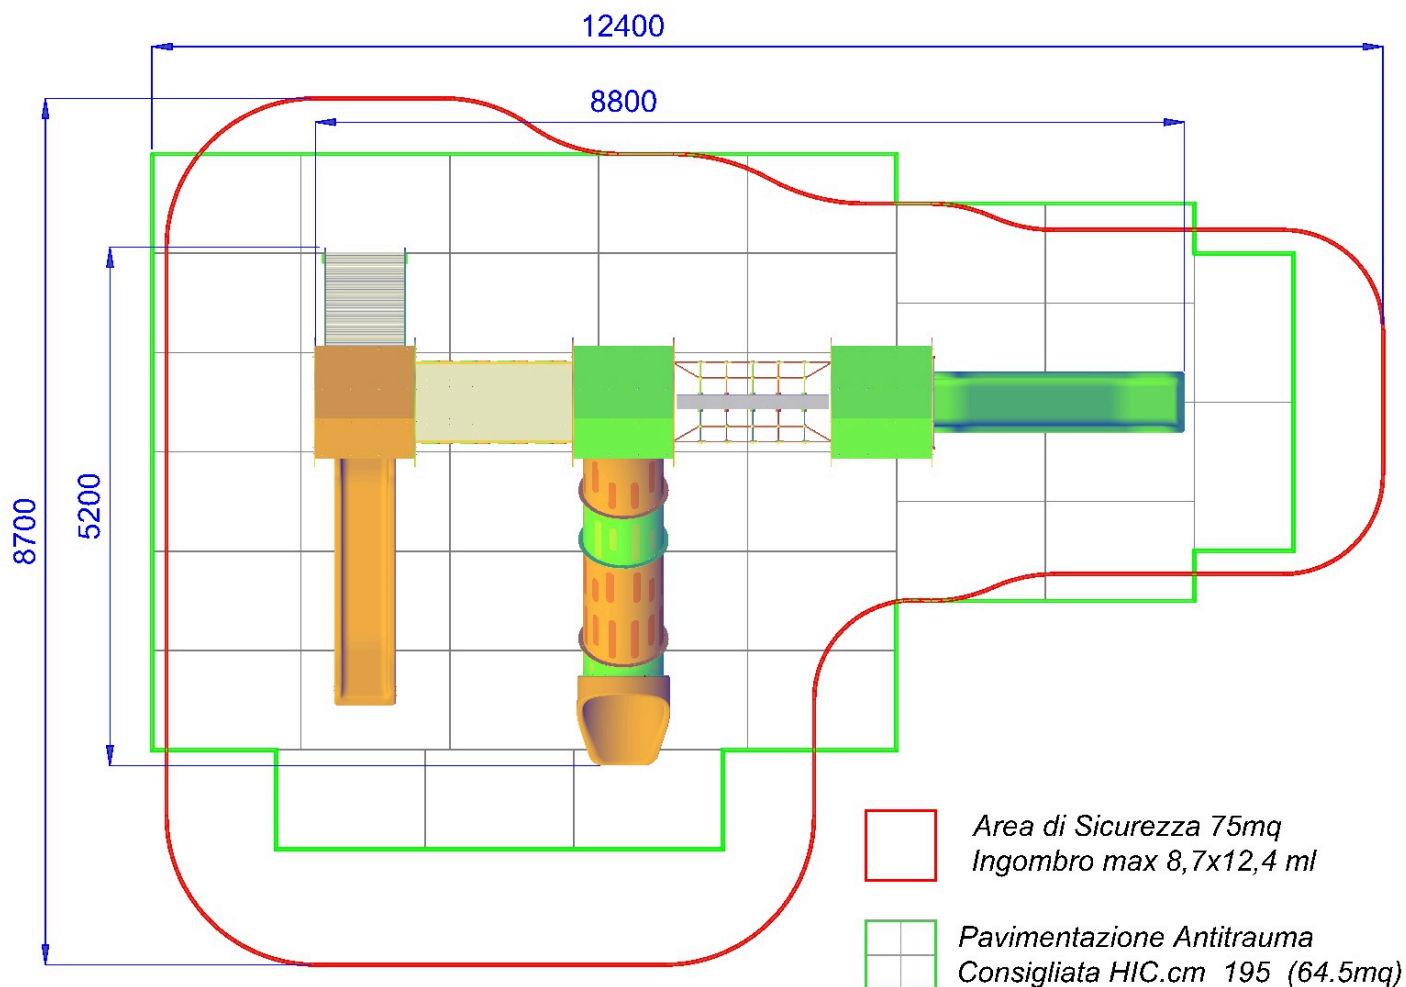 12400
8800
8700
5200
Area di Sicurezza 75mq
Ingombro max 8,7x12,4 ml
Pavimentazione Antitrauma
Consigliata HIC.cm 195 (64.5mq)